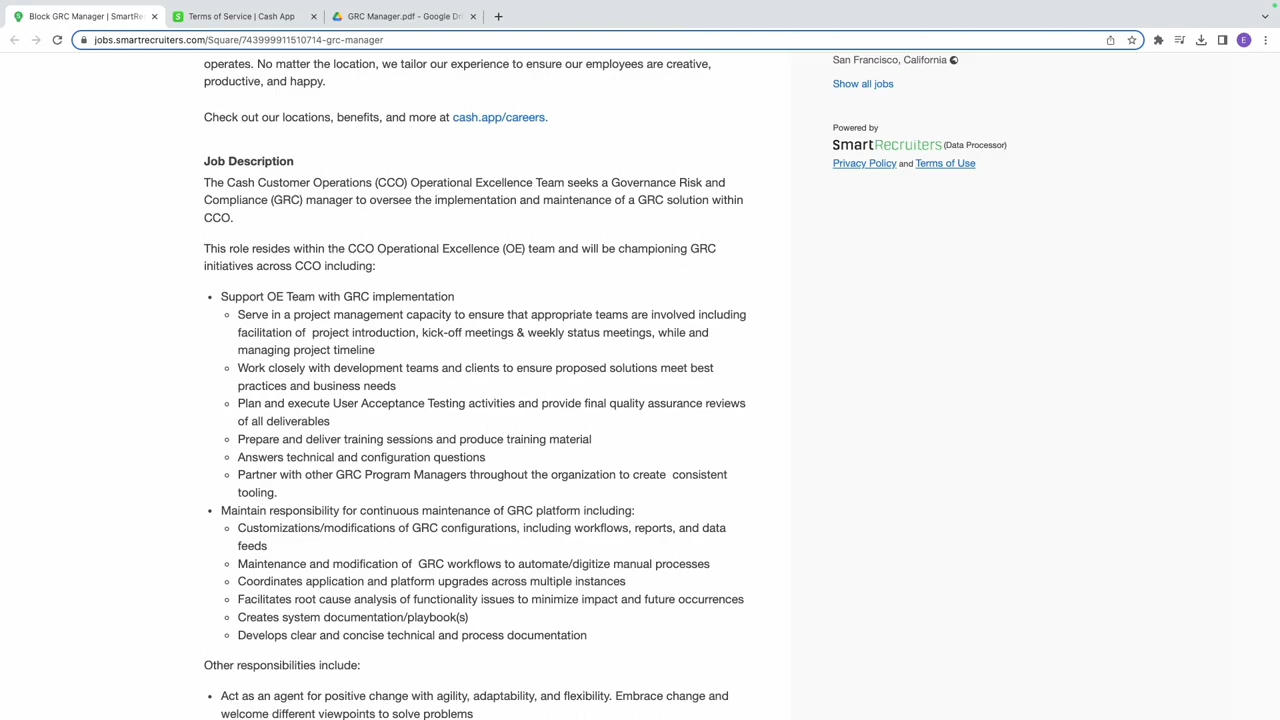 Block GRC Manager | SmartRe
Terms of Service | Cash App
GRC Manager.pdf - Google Dri
jobs.smartrecruiters.com/Square/743999911510714-grc-manager
E
operates. No matter the location, we tailor our experience to ensure our employees are creative,
productive, and happy.
Check out our locations, benefits, and more at cash.app/careers.
Job Description
The Cash Customer Operations (CCO) Operational Excellence Team seeks a Governance Risk and
Compliance (GRC) manager to oversee the implementation and maintenance of a GRC solution within
CCO.
This role resides within the CCO Operational Excellence (OE) team and will be championing GRC
initiatives across CCO including:
• Support OE Team with GRC implementation
◦ Serve in a project management capacity to ensure that appropriate teams are involved including
facilitation of project introduction, kick-off meetings & weekly status meetings, while and
managing project timeline
◦ Work closely with development teams and clients to ensure proposed solutions meet best
practices and business needs
◦ Plan and execute User Acceptance Testing activities and provide final quality assurance reviews
of all deliverables
◦ Prepare and deliver training sessions and produce training material
◦ Answers technical and configuration questions
◦ Partner with other GRC Program Managers throughout the organization to create consistent
tooling.
• Maintain responsibility for continuous maintenance of GRC platform including:
◦ Customizations/modifications of GRC configurations, including workflows, reports, and data
feeds
◦ Maintenance and modification of GRC workflows to automate/digitize manual processes
◦ Coordinates application and platform upgrades across multiple instances
◦ Facilitates root cause analysis of functionality issues to minimize impact and future occurrences
◦ Creates system documentation/playbook(s)
◦ Develops clear and concise technical and process documentation
Other responsibilities include:
• Act as an agent for positive change with agility, adaptability, and flexibility. Embrace change and
welcome different viewpoints to solve problems
San Francisco, California
Show all jobs
Powered by
SmartRecruiters (Data Processor)
Privacy Policy and Terms of Use